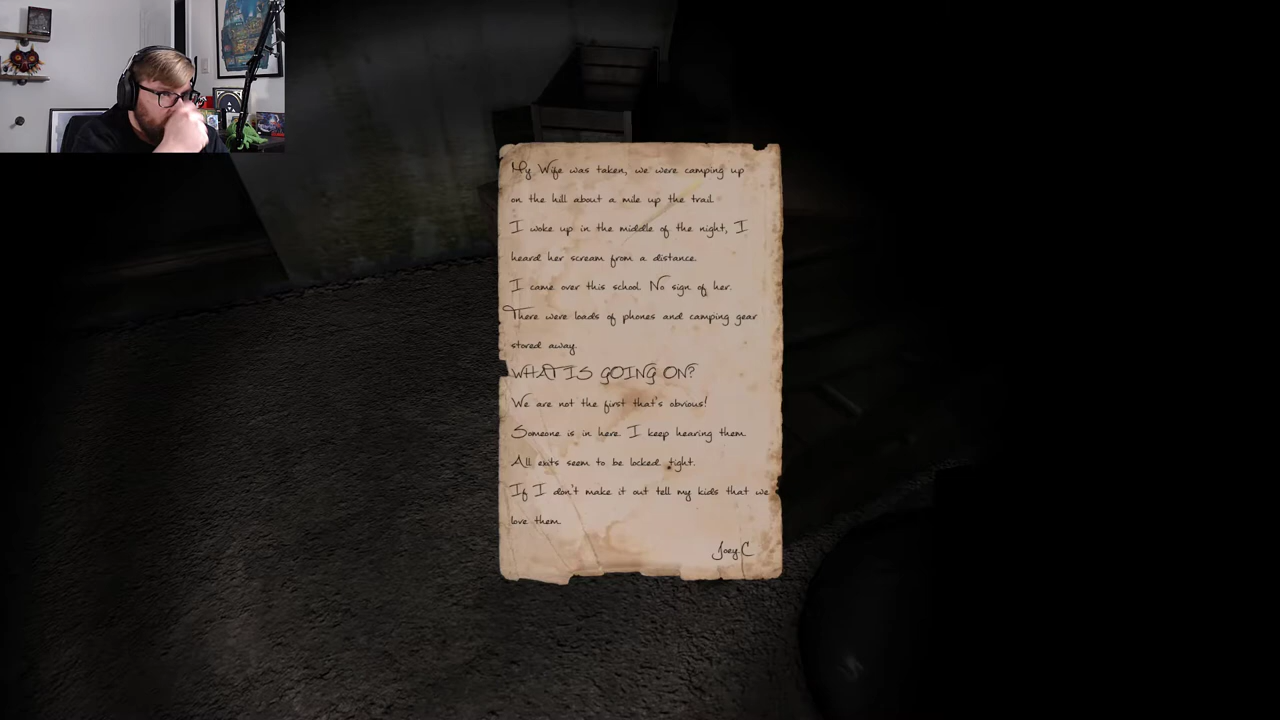 My Wife was taken, we were camping up
on the hill about a mile up the trail
I woke up in the middle of the night, I
heard her scream from a distance.
I came over this school. No sign of her.
There were loads of phones and camping gear
stored away.
WHAT IS GOING ON?
We are not the first that's obvious!
Someone is in here. I keep hearing them.
All exits seem to be locked tight.
If I don't make it out tell my kids that we
love them.
Joey.C